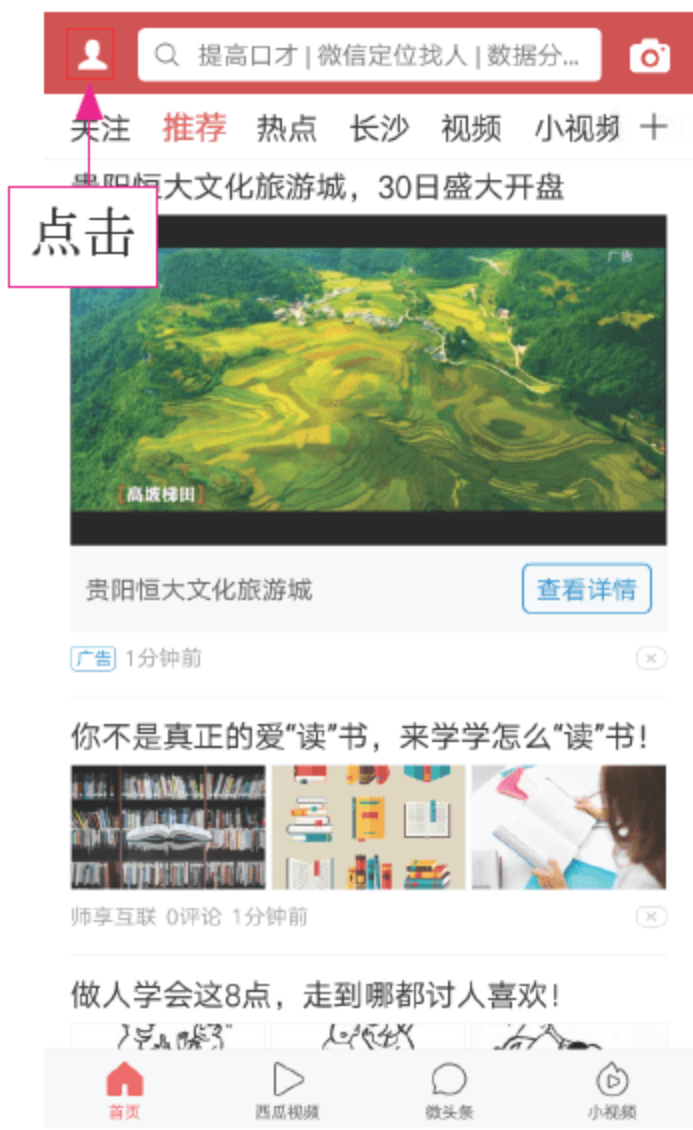 提高口才 | 微信定位找人 | 数据分...
关注 推荐 热点 长沙 视频 小视频
点击
贵阳恒大文化旅游城，30日盛大开盘
广告
[高坡梯田]
贵阳恒大文化旅游城 查看详情
广告 1分钟前
你不是真正的爱“读”书，来学学怎么“读”书！
师享互联 0评论 1分钟前
做人学会这8点，走到哪都讨人喜欢！
首页 西瓜视频 微头条 小视频